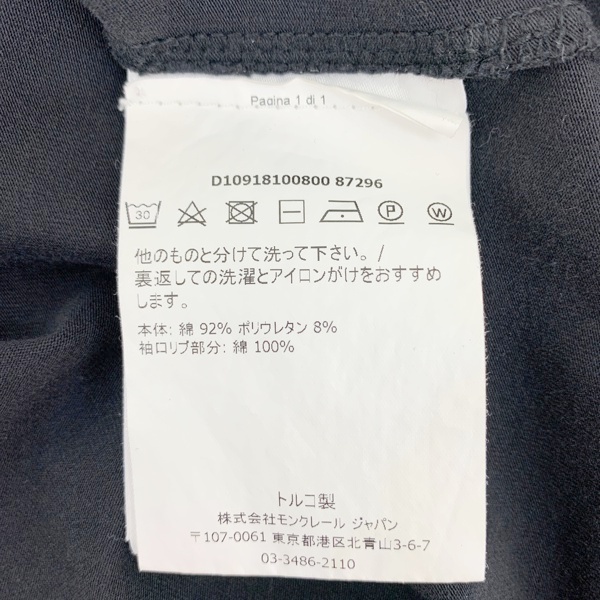 Pagina 1 di 1
D10918100800 87296
30 P W
他のものと分けて洗って下さい。/
裏返しての洗濯とアイロンがけをおすすめ
します。
本体: 綿 92% ポリウレタン 8%
袖口リブ部分: 綿 100%
トルコ製
株式会社モンクレール ジャパン
〒107-0061 東京都港区北青山3-6-7
03-3486-2110